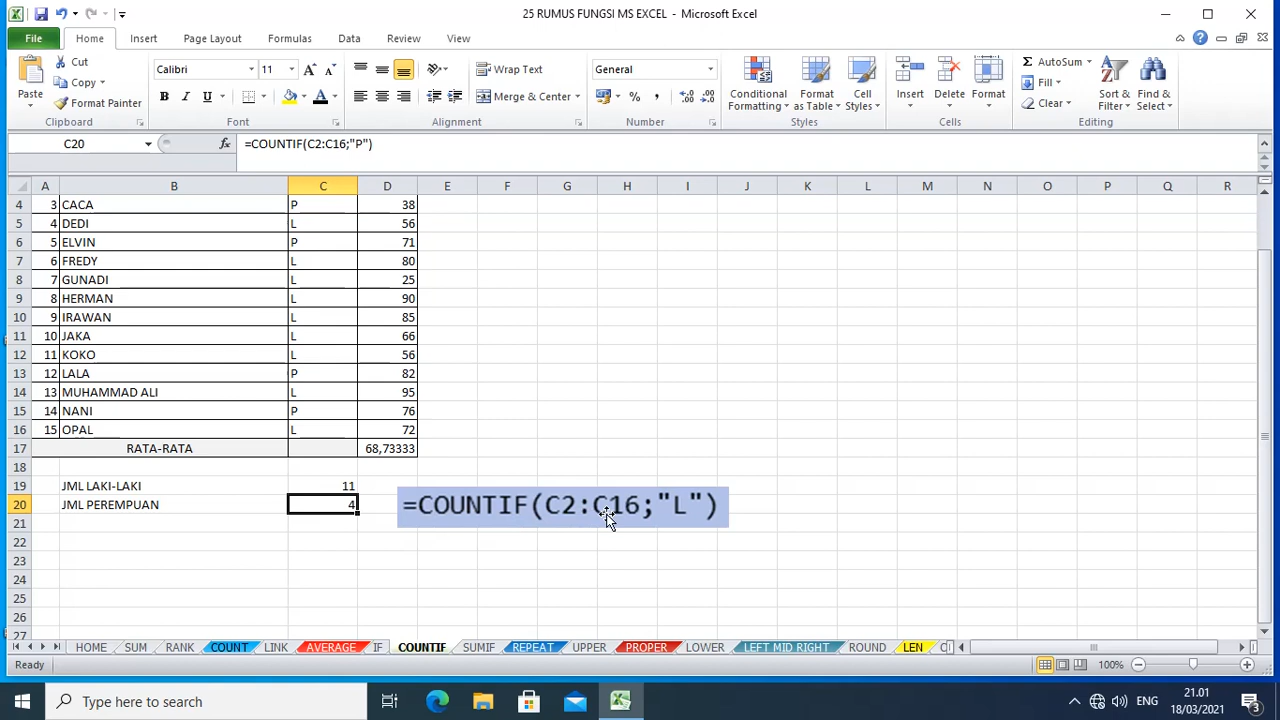 25 RUMUS FUNGSI MS EXCEL - Microsoft Excel
File Home Insert Page Layout Formulas Data Review View
Paste
Cut
Copy
Format Painter
Clipboard
Calibri 11
B I U A
Font
Wrap Text
Merge & Center
Alignment
General
% ,
Number
Conditional Formatting
Format as Table
Cell Styles
Styles
Insert Delete Format
Cells
AutoSum
Fill
Clear
Sort & Filter
Find & Select
Editing
C20 fx =COUNTIF(C2:C16;"P")
A B C D E F G H I J K L M N O P Q R
4 3 CACA P 38
5 4 DEDI L 56
6 5 ELVIN P 71
7 6 FREDY L 80
8 7 GUNADI L 25
9 8 HERMAN L 90
10 9 IRAWAN L 85
11 10 JAKA L 66
12 11 KOKO L 56
13 12 LALA P 82
14 13 MUHAMMAD ALI L 95
15 14 NANI P 76
16 15 OPAL L 72
17 RATA-RATA 68,73333
18
19 JML LAKI-LAKI 11
20 JML PEREMPUAN 4 =COUNTIF(C2:C16;"L")
21
22
23
24
25
26
27
HOME SUM RANK COUNT LINK AVERAGE IF COUNTIF SUMIF REPEAT UPPER PROPER LOWER LEFT MID RIGHT ROUND LEN
Ready 100%
Type here to search
ENG
21.01
18/03/2021
3